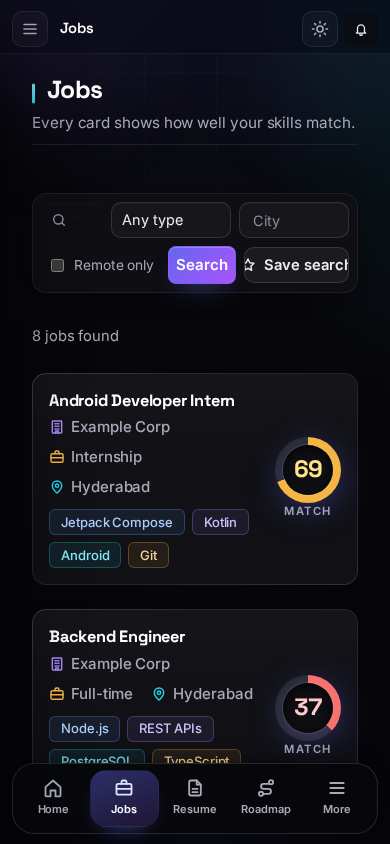 Jobs
Jobs
Every card shows how well your skills match.
Any type City
Remote only Search Save search
8 jobs found
Android Developer Intern
Example Corp
Internship
Hyderabad
69
MATCH
Jetpack Compose Kotlin
Android Git
Backend Engineer
Example Corp
Full-time Hyderabad
37
MATCH
Node.js REST APIs
PostgreSQL TypeScript
Home Jobs Resume Roadmap More